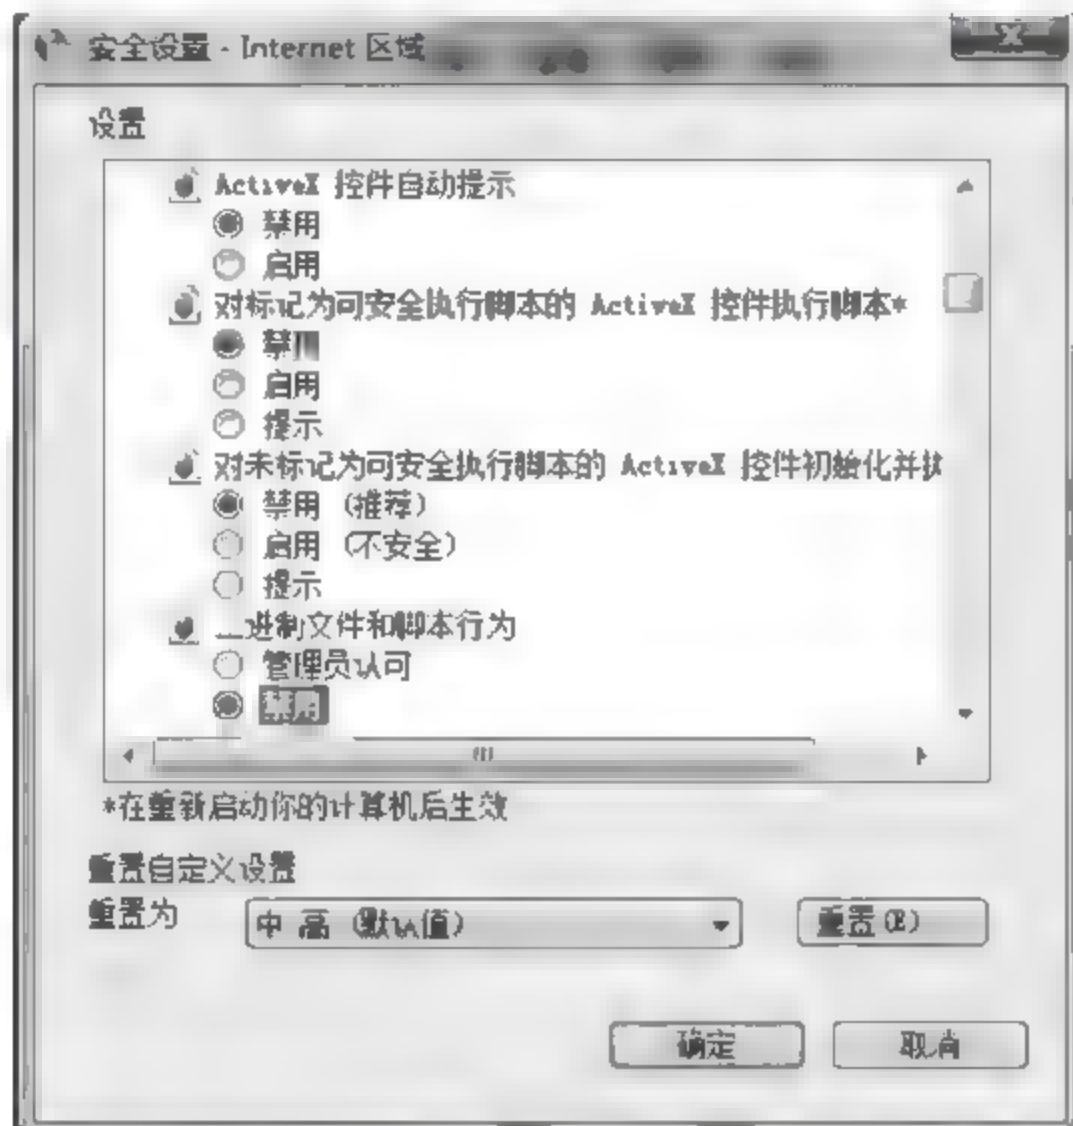 安全设置 - Internet 区域
设置
ActiveX 控件自动提示
禁用
启用
对标记为可安全执行脚本的 ActiveX 控件执行脚本*
禁用
启用
提示
对未标记为可安全执行脚本的 ActiveX 控件初始化并执
禁用 (推荐)
启用 (不安全)
提示
二进制文件和脚本行为
管理员认可
禁用
*在重新启动你的计算机后生效
重置自定义设置
重置为
中-高 (默认值)
重置(E)
确定
取消